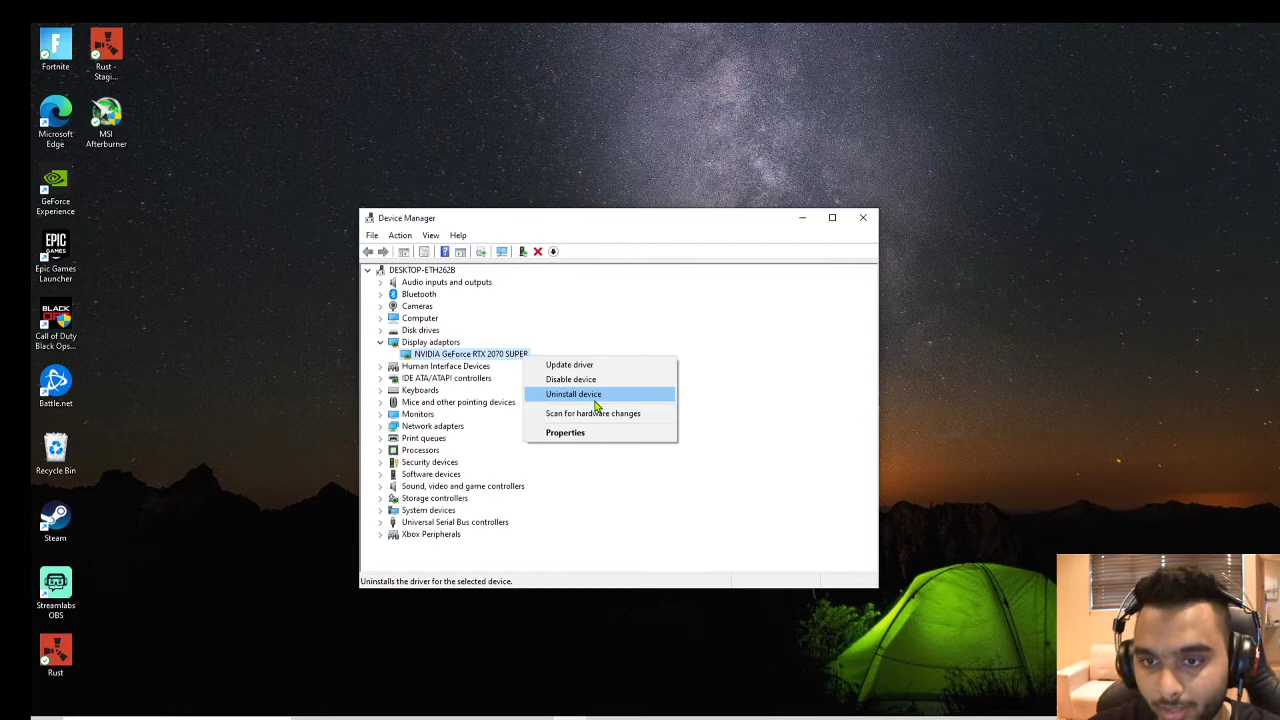 Fortnite
Rust -
Stagi...
Microsoft
Edge
MSI
Afterburner
GeForce
Experience
EPIC
GAMES
Epic Games
Launcher
BLACK
OPS
Call of Duty
Black Ops...
Battle.net
Recycle Bin
Steam
Streamlabs
OBS
Rust
Device Manager
File Action View Help
DESKTOP-ETH262B
Audio inputs and outputs
Bluetooth
Cameras
Computer
Disk drives
Display adaptors
NVIDIA GeForce RTX 2070 SUPER
Human Interface Devices
IDE ATA/ATAPI controllers
Keyboards
Mice and other pointing devices
Monitors
Network adapters
Print queues
Processors
Security devices
Software devices
Sound, video and game controllers
Storage controllers
System devices
Universal Serial Bus controllers
Xbox Peripherals
Update driver
Disable device
Uninstall device
Scan for hardware changes
Properties
Uninstalls the driver for the selected device.